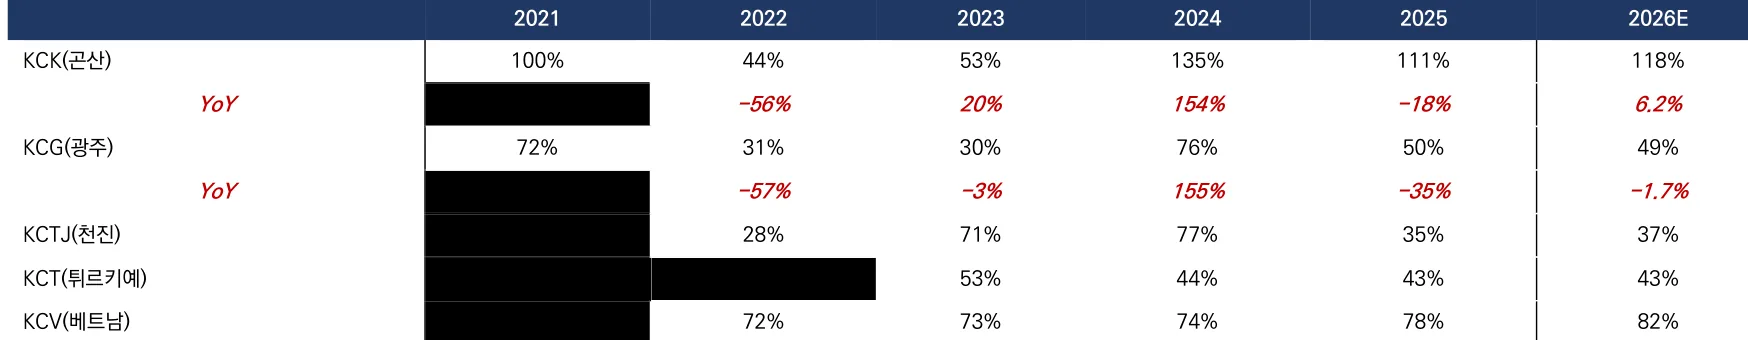 2021 2022 2023 2024 2025 2026E
KCK(곤산) 100% 44% 53% 135% 111% 118%
YoY -56% 20% 154% -18% 6.2%
KCG(광주) 72% 31% 30% 76% 50% 49%
YoY -57% -3% 155% -35% -1.7%
KCTJ(천진) 28% 71% 77% 35% 37%
KCT(튀르키예) 53% 44% 43% 43%
KCV(베트남) 72% 73% 74% 78% 82%